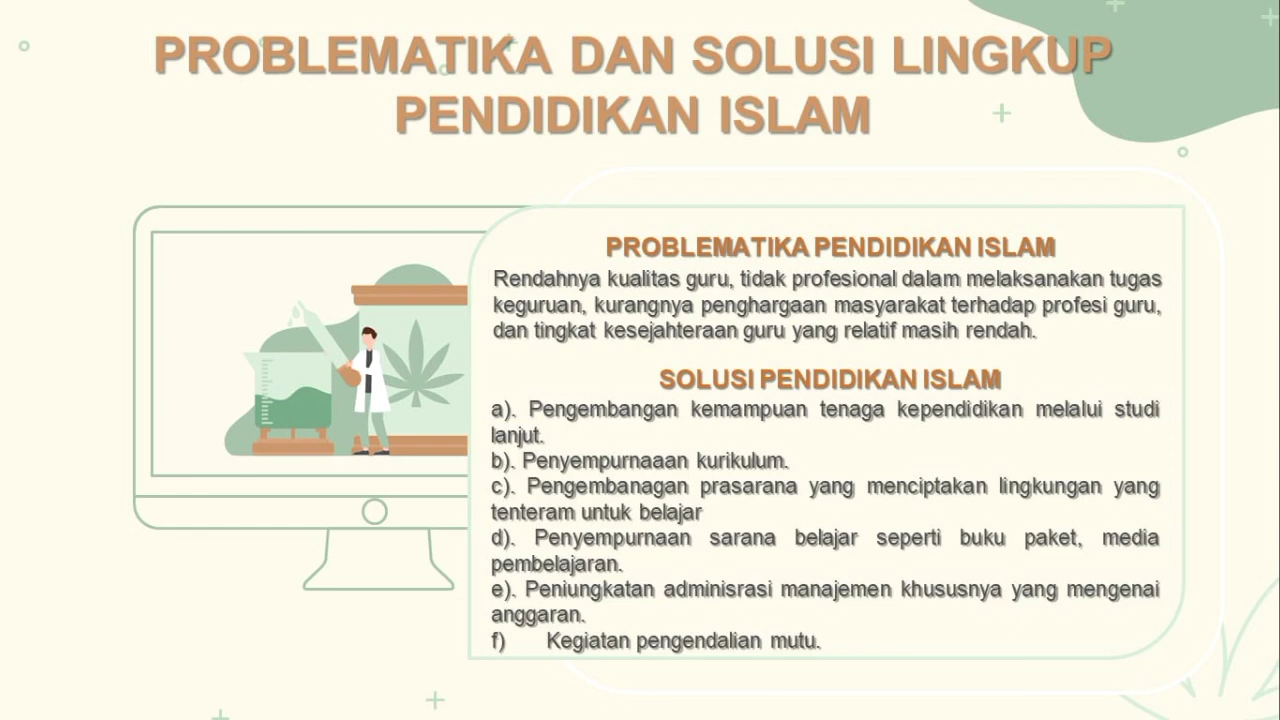 PROBLEMATIKA DAN SOLUSI LINGKUP
PENDIDIKAN ISLAM
PROBLEMATIKA PENDIDIKAN ISLAM
Rendahnya kualitas guru, tidak profesional dalam melaksanakan tugas
keguruan, kurangnya penghargaan masyarakat terhadap profesi guru,
dan tingkat kesejahteraan guru yang relatif masih rendah.
SOLUSI PENDIDIKAN ISLAM
a). Pengembangan kemampuan tenaga kependidikan melalui studi
lanjut.
b). Penyempurnaaan kurikulum.
c). Pengembanagan prasarana yang menciptakan lingkungan yang
tenteram untuk belajar
d). Penyempurnaan sarana belajar seperti buku paket, media
pembelajaran.
e). Peniungkatan adminisrasi manajemen khususnya yang mengenai
anggaran.
f) Kegiatan pengendalian mutu.